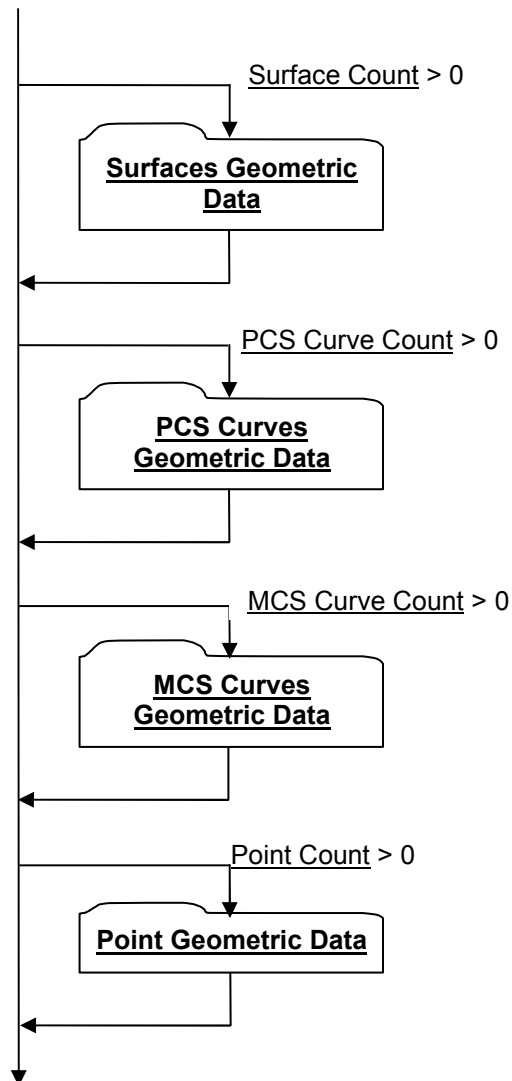 Surface Count > 0
Surfaces Geometric
Data
PCS Curve Count > 0
PCS Curves
Geometric Data
MCS Curve Count > 0
MCS Curves
Geometric Data
Point Count > 0
Point Geometric Data